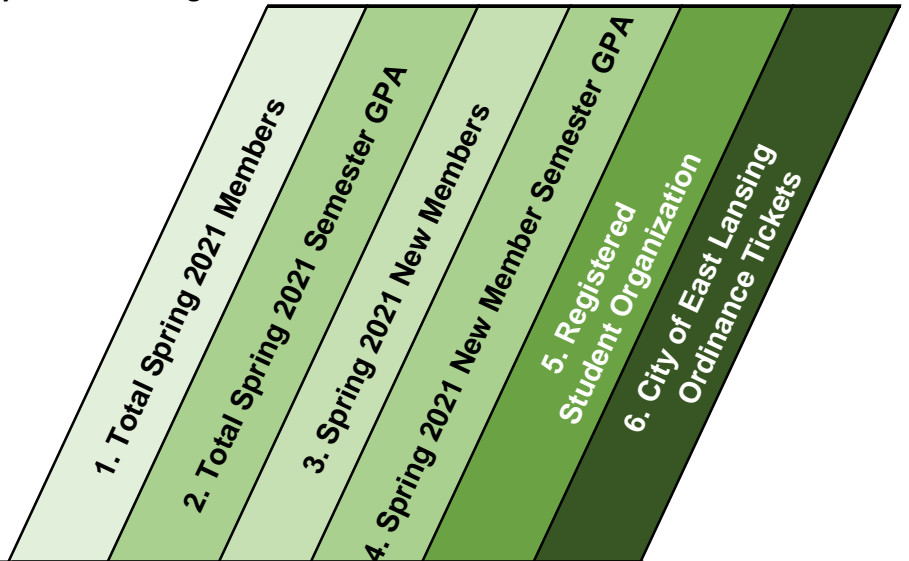 1. Total Spring 2021 Members
2. Total Spring 2021 Semester GPA
3. Spring 2021 New Members
4. Spring 2021 New Member Semester GPA
5. Registered
Student Organization
6. City of East Lansing
Ordinance Tickets